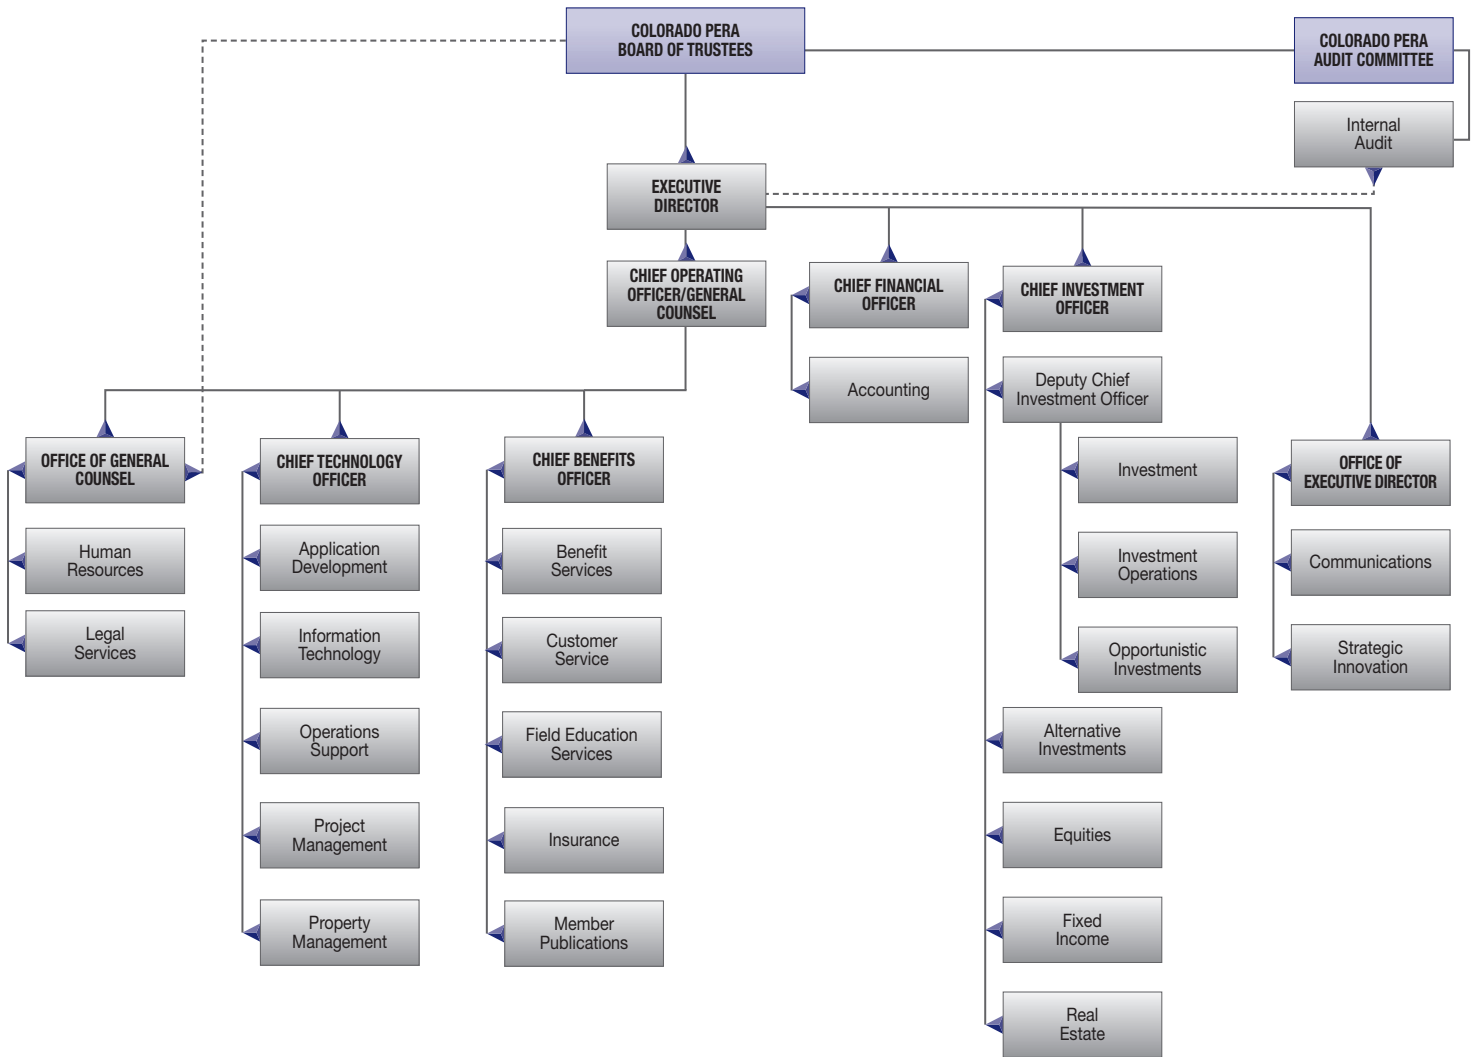 COLORADO PERA
BOARD OF TRUSTEES
COLORADO PERA
AUDIT COMMITTEE
Internal
Audit
EXECUTIVE
DIRECTOR
CHIEF OPERATING
OFFICER/GENERAL
COUNSEL
CHIEF FINANCIAL
OFFICER
Accounting
CHIEF INVESTMENT
OFFICER
Deputy Chief
Investment Officer
Investment
Investment
Operations
Opportunistic
Investments
Alternative
Investments
Equities
Fixed
Income
Real
Estate
OFFICE OF
EXECUTIVE DIRECTOR
Communications
Strategic
Innovation
OFFICE OF GENERAL
COUNSEL
Human
Resources
Legal
Services
CHIEF TECHNOLOGY
OFFICER
Application
Development
Information
Technology
Operations
Support
Project
Management
Property
Management
CHIEF BENEFITS
OFFICER
Benefit
Services
Customer
Service
Field Education
Services
Insurance
Member
Publications